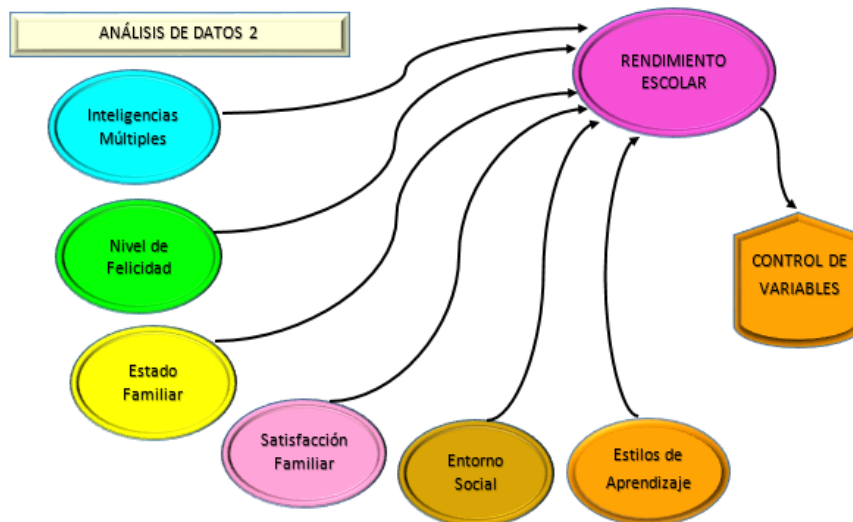 ANÁLISIS DE DATOS 2
RENDIMIENTO
ESCOLAR
Inteligencias
Múltiples
Nivel de
Felicidad
CONTROL DE
VARIABLES
Estado
Familiar
Satisfacción
Familiar
Entorno
Social
Estilos de
Aprendizaje